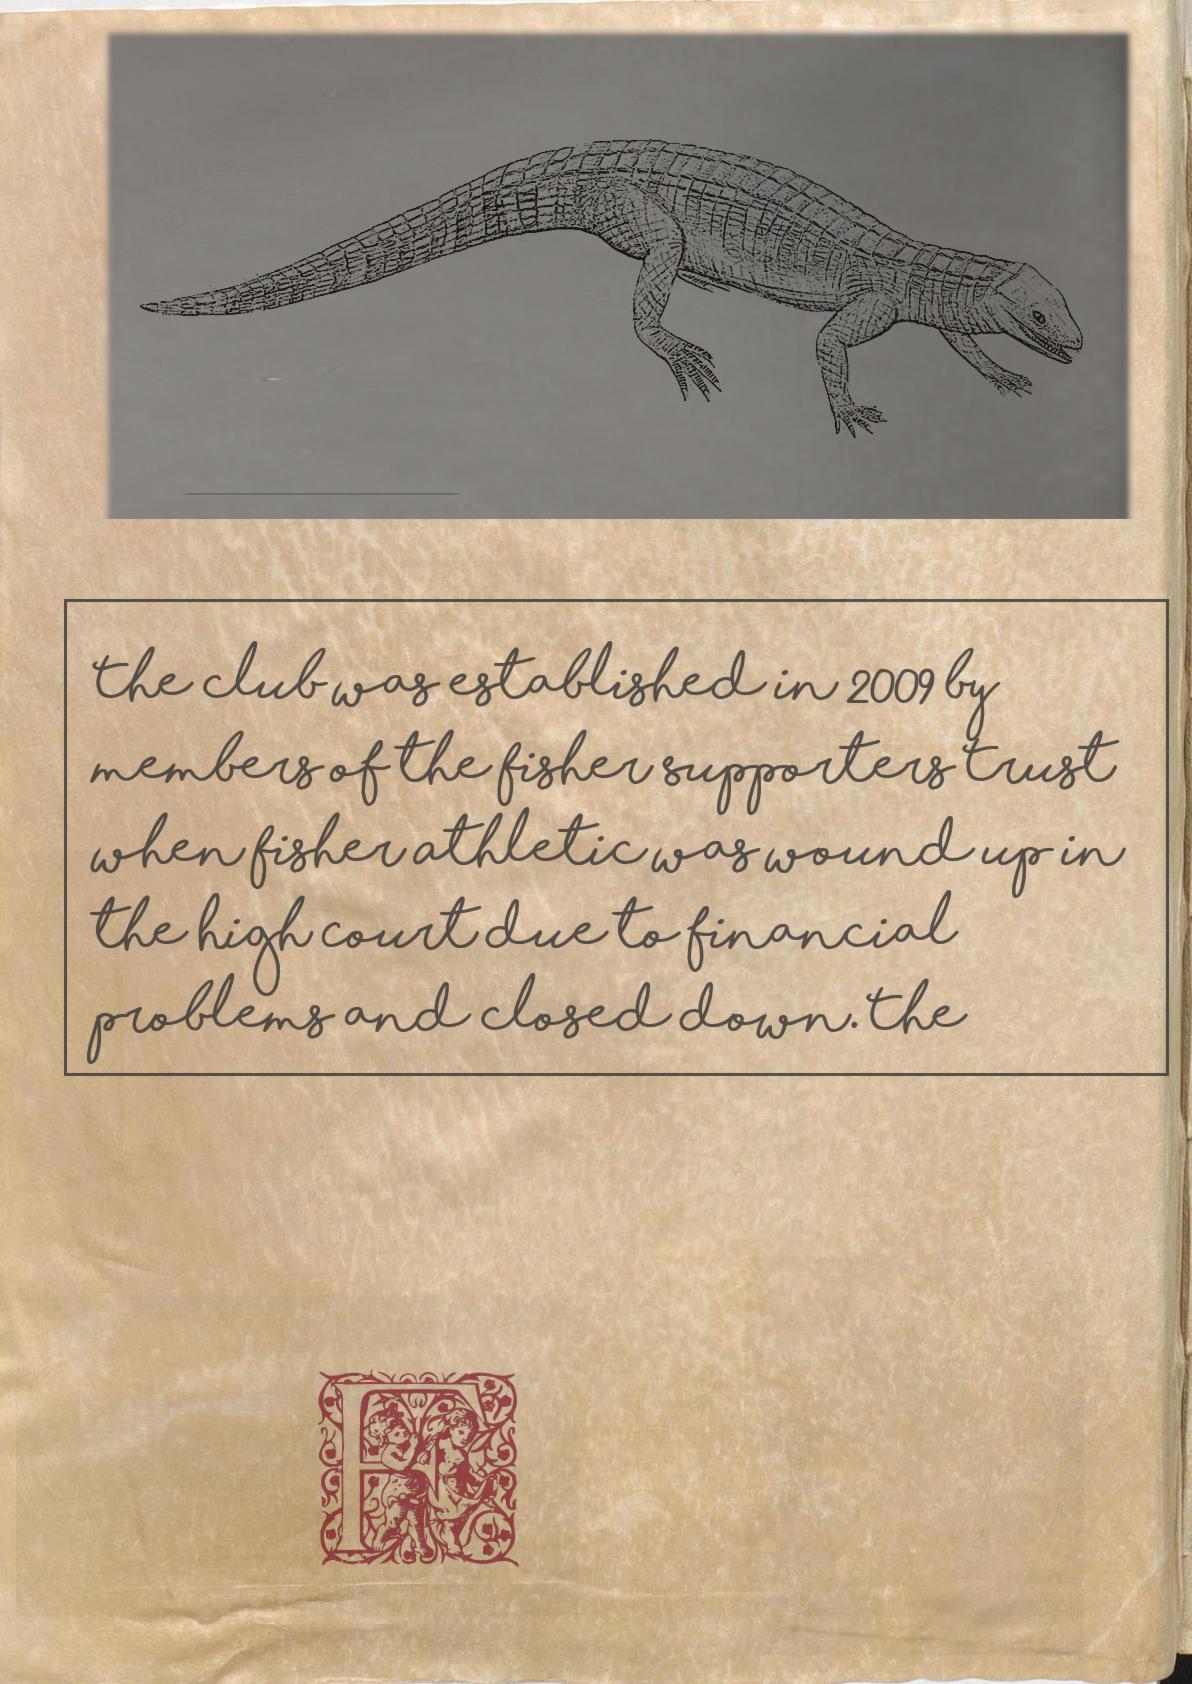 the club was established in 2009 by
members of the fisher supporters trust
when fisher athletic was wound up in
the high court due to financial
problems and closed down. the
F